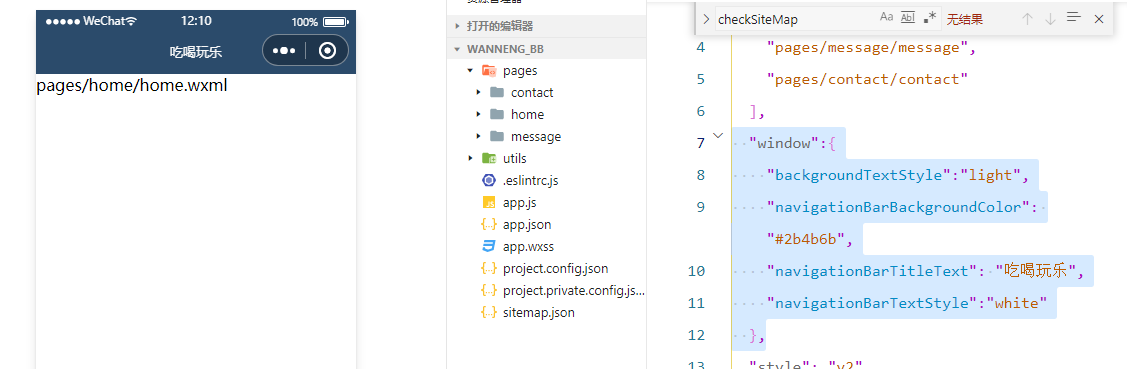 WeChat
12:10
100%
吃喝玩乐
pages/home/home.wxml
打开的编辑器
WANNENG_BB
pages
contact
home
message
utils
.eslintrc.js
app.js
app.json
app.wxss
project.config.json
project.private.config.js...
sitemap.json
checkSiteMap
Aa Abl .*
无结果
4 "pages/message/message",
5 "pages/contact/contact"
6 ],
7 "window":{
8 "backgroundTextStyle":"light",
9 "navigationBarBackgroundColor":
"#2b4b6b",
10 "navigationBarTitleText": "吃喝玩乐",
11 "navigationBarTextStyle":"white"
12 },
13 "style": "v2"